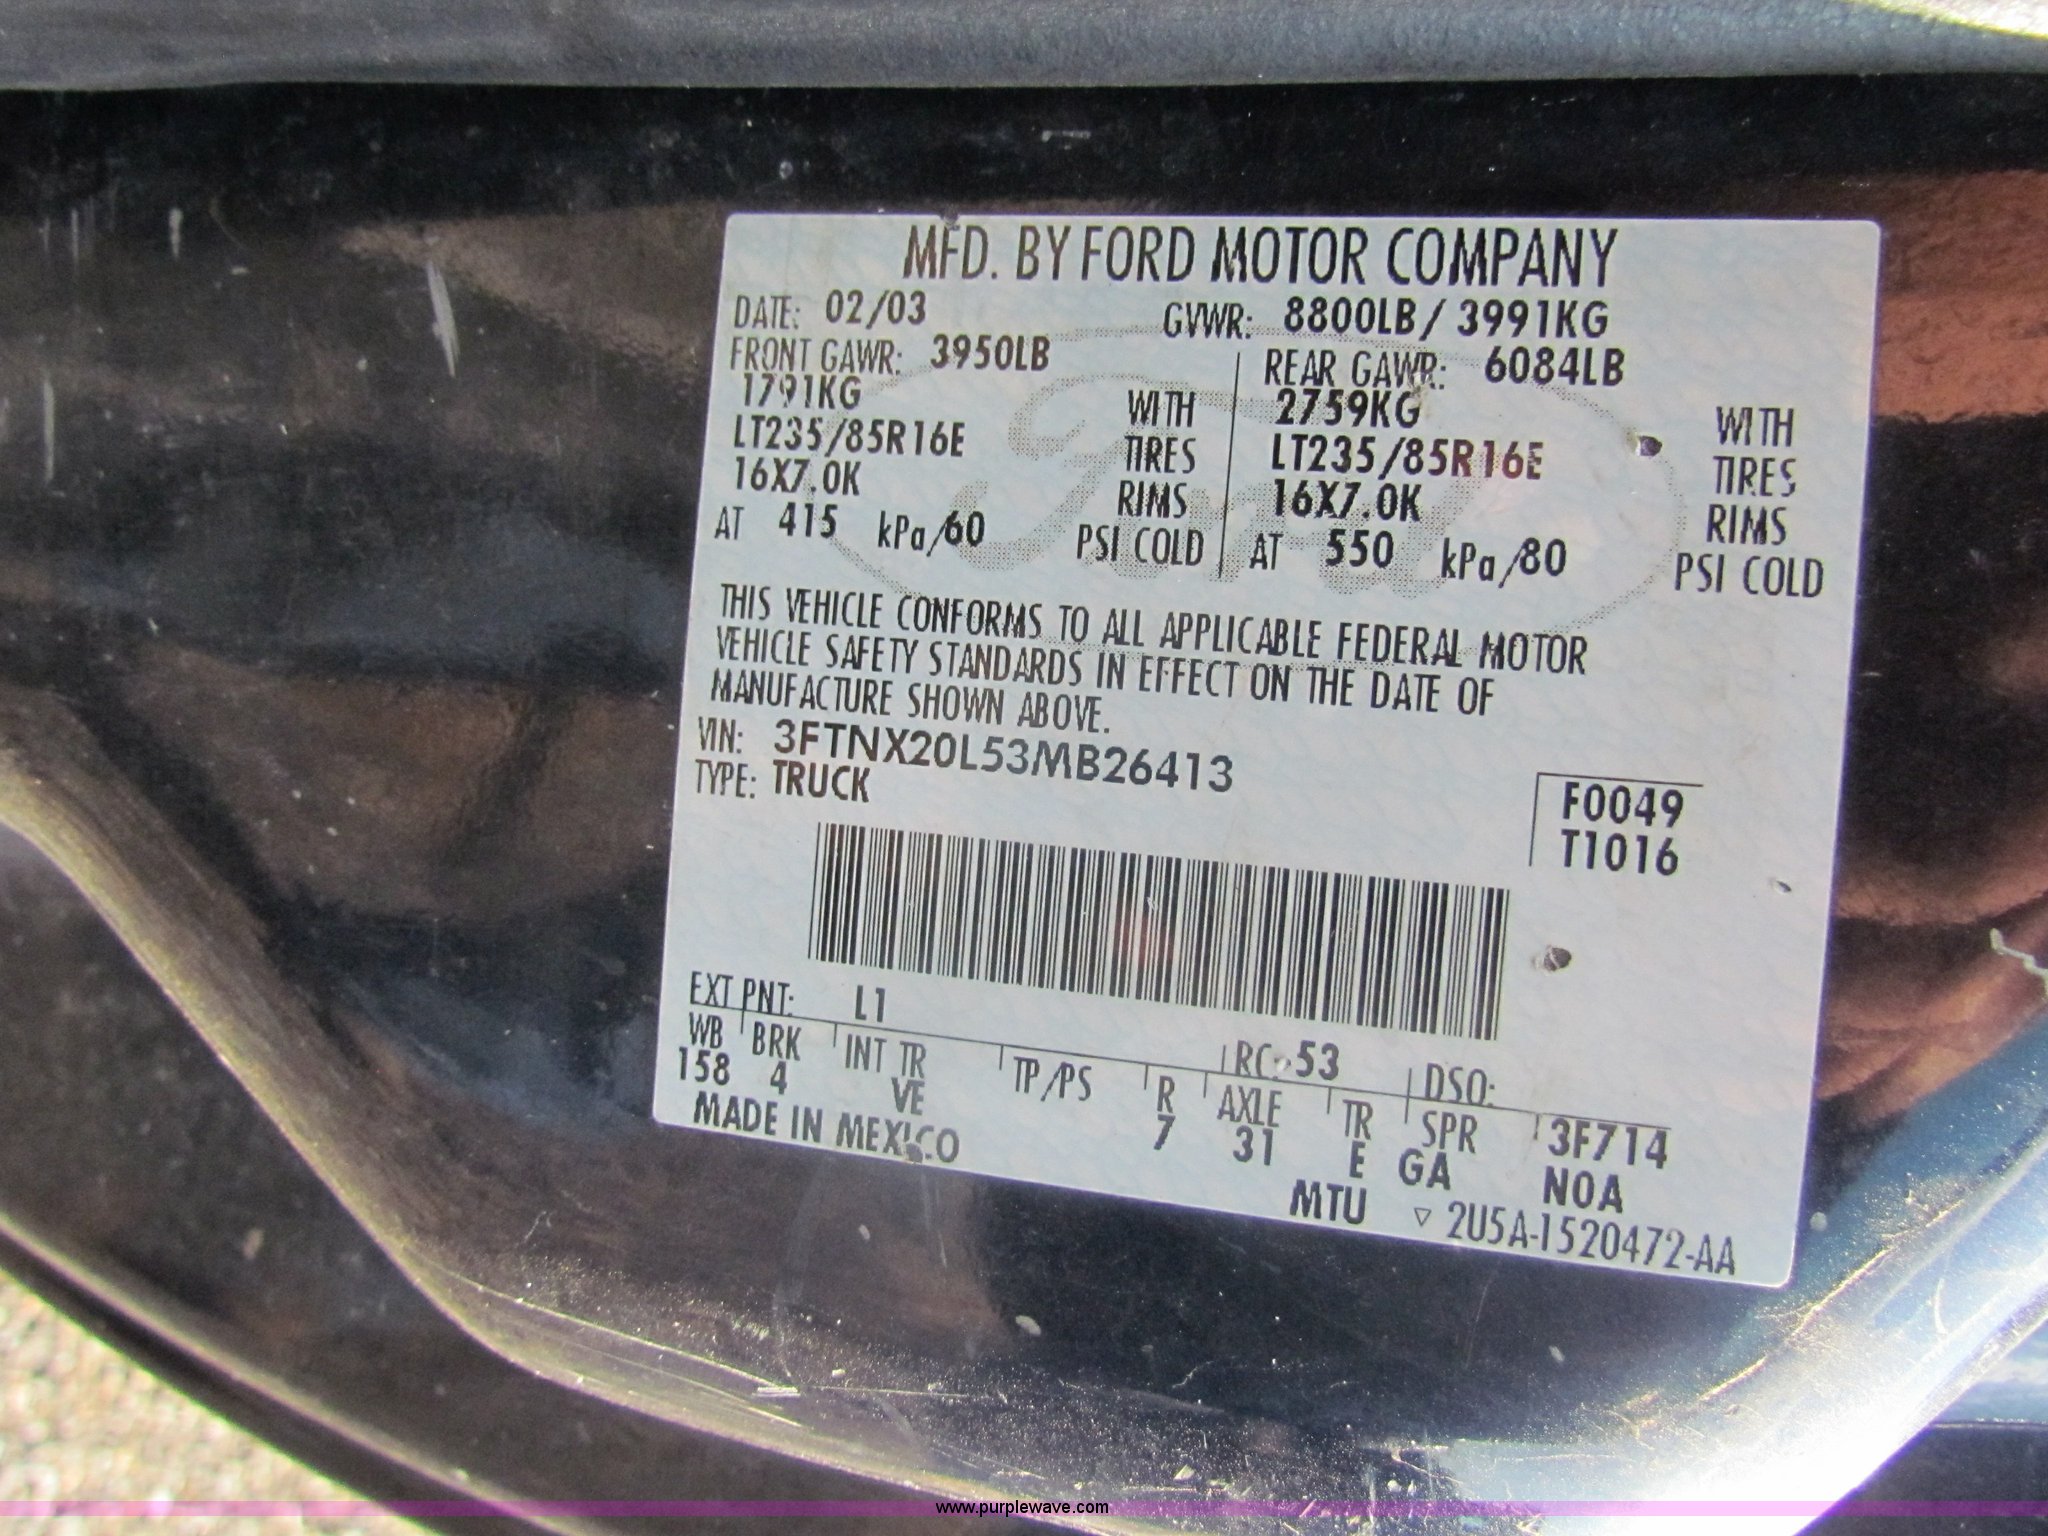 MFD. BY FORD MOTOR COMPANY
DATE: 02/03 GVWR: 8800LB / 3991KG
FRONT GAWR: 3950LB REAR GAWR: 6084LB
1791KG WITH 2759KG WITH
LT235/85R16E TIRES LT235/85R16E TIRES
16X7.0K RIMS 16X7.0K RIMS
AT 415 kPa/60 PSI COLD AT 550 kPa/80 PSI COLD
THIS VEHICLE CONFORMS TO ALL APPLICABLE FEDERAL MOTOR
VEHICLE SAFETY STANDARDS IN EFFECT ON THE DATE OF
MANUFACTURE SHOWN ABOVE.
VIN: 3FTNX20L53MB26413
TYPE: TRUCK
F0049
T1016
EXT PNT: L1 RC: 53 DSO:
WB BRK INT TR TP/PS R AXLE TR SPR 3F714
158 4 VE 7 31 E GA N0A
MADE IN MEXICO MTU ▽ 2U5A-1520472-AA
Ford
www.purplewave.com